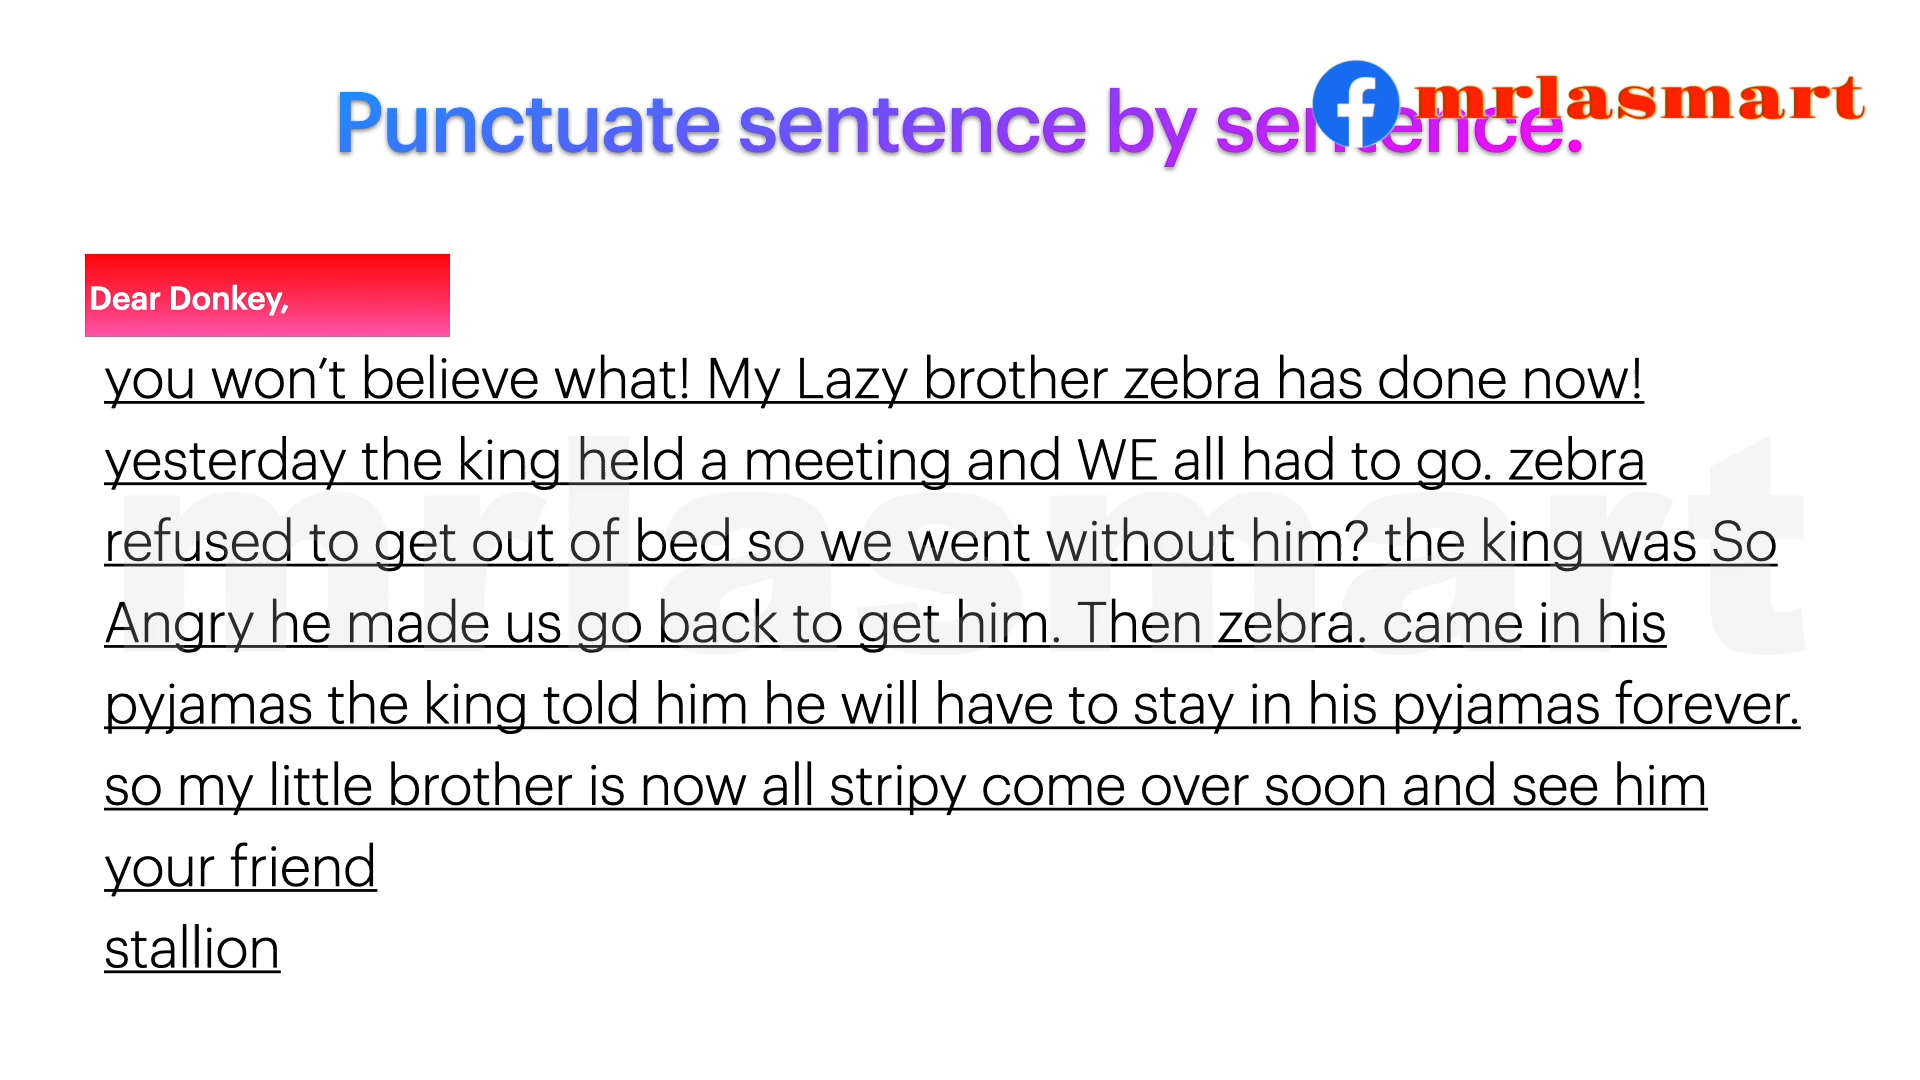 Punctuate sentence by sentence.
mrlasmart
Dear Donkey,
you won’t believe what! My Lazy brother zebra has done now!
yesterday the king held a meeting and WE all had to go. zebra
refused to get out of bed so we went without him? the king was So
Angry he made us go back to get him. Then zebra. came in his
pyjamas the king told him he will have to stay in his pyjamas forever.
so my little brother is now all stripy come over soon and see him
your friend
stallion
mrlasmart